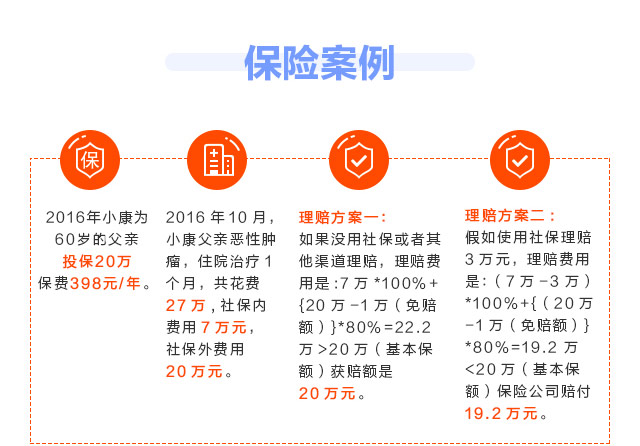 保险案例
保
2016年小康为
60岁的父亲
投保20万
保费398元/年。
2016年10月，
小康父亲恶性肿
瘤，住院治疗1
个月，共花费
27万，社保内
费用7万元，
社保外费用
20万元。
理赔方案一：
如果没用社保或者其
他渠道理赔，理赔费
用是:7万*100%+
{20万-1万（免赔
额）}*80%=22.2
万>20万（基本保
额）获赔额是
20万元。
理赔方案二：
假如使用社保理赔
3万元，理赔费用
是：（7万-3万）
*100%+{（20万
-1万（免赔额）}
*80%=19.2万
<20万（基本保
额）保险公司赔付
19.2万元。